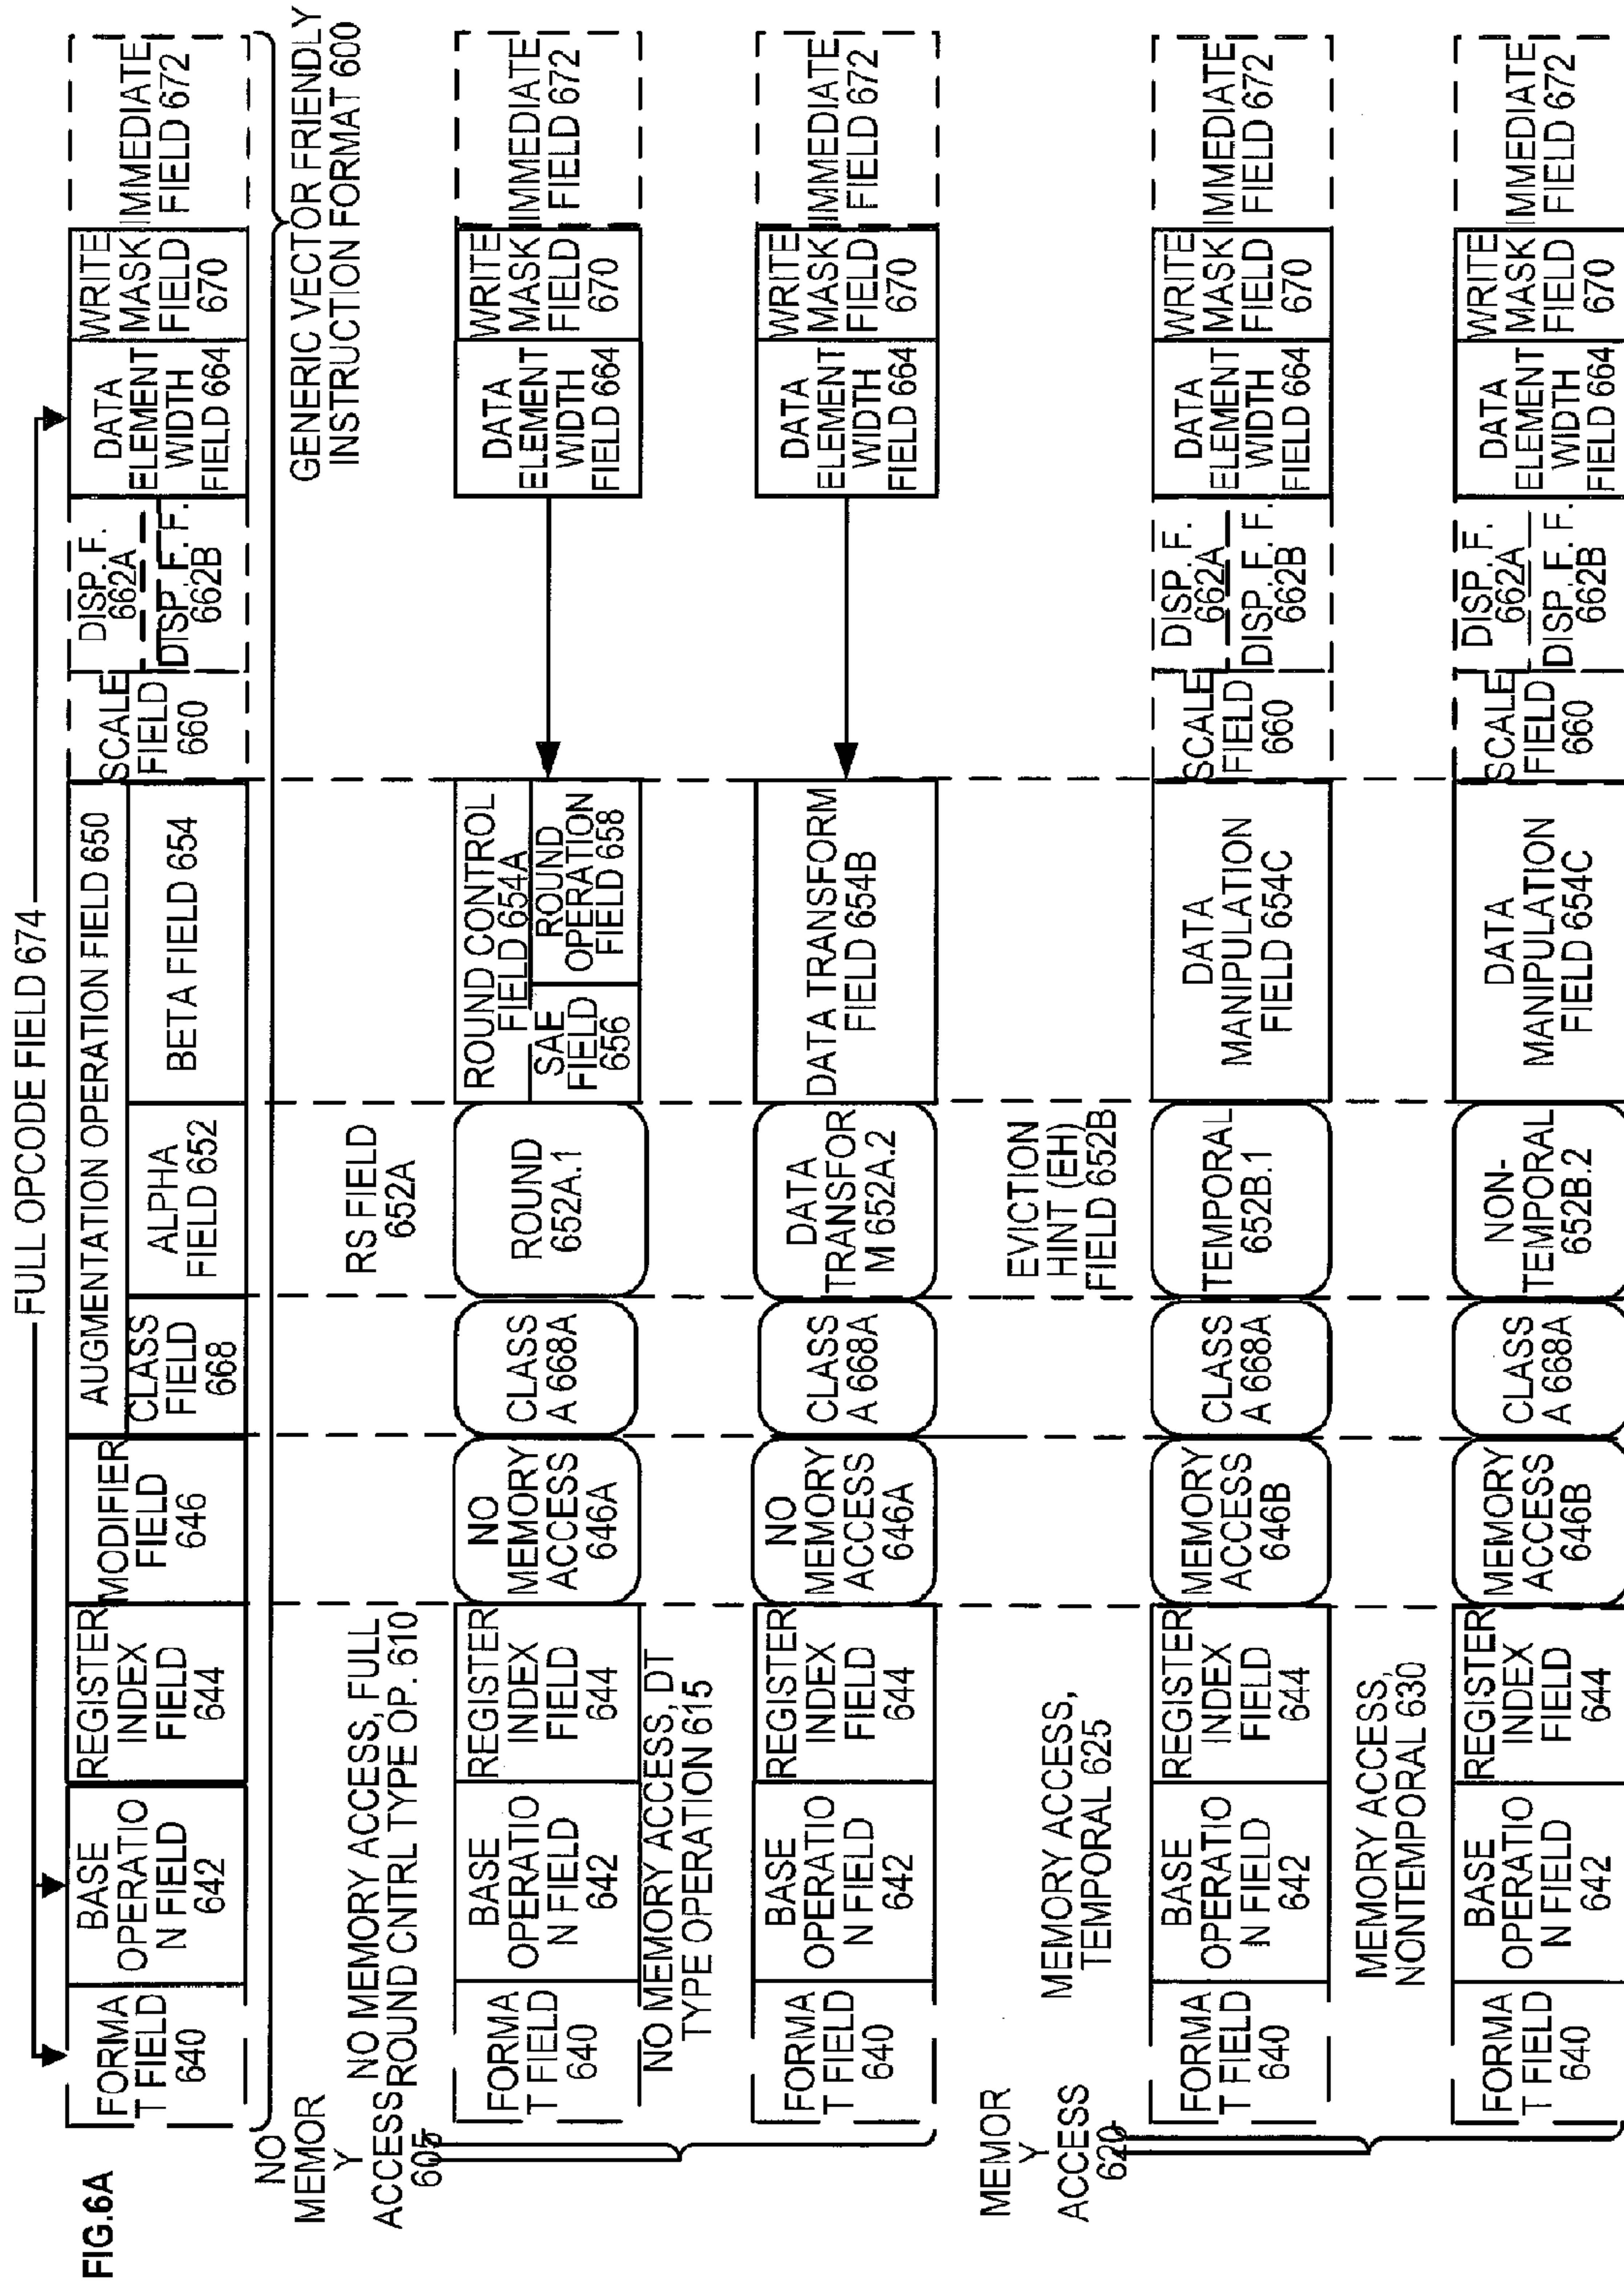 FIG.6A
FULL OPCODE FIELD 674
FORMA
T FIELD
640
BASE
OPERATIO
N FIELD
642
REGISTER
INDEX
FIELD
644
MODIFIER
FIELD
646
AUGMENTATION OPERATION FIELD 650
CLASS
FIELD
668
ALPHA
FIELD 652
BETA FIELD 654
SCALE
FIELD
660
DISP. F.
662A
DISP. F. F.
662B
DATA
ELEMENT
WIDTH
FIELD 664
WRITE
MASK
FIELD
670
IMMEDIATE
FIELD 672
GENERIC VECTOR FRIENDLY
INSTRUCTION FORMAT 600
NO
MEMOR
Y
ACCESS
605
NO MEMORY ACCESS, FULL
ROUND CNTRL TYPE OP. 610
RS FIELD
652A
FORMA
T FIELD
640
BASE
OPERATIO
N FIELD
642
REGISTER
INDEX
FIELD
644
NO
MEMORY
ACCESS
646A
CLASS
A 668A
ROUND
652A.1
ROUND CONTROL
FIELD 654A
SAE
FIELD
656
ROUND
OPERATION
FIELD 658
DATA
ELEMENT
WIDTH
FIELD 664
WRITE
MASK
FIELD
670
IMMEDIATE
FIELD 672
NO MEMORY ACCESS, DT
TYPE OPERATION 615
FORMA
T FIELD
640
BASE
OPERATIO
N FIELD
642
REGISTER
INDEX
FIELD
644
NO
MEMORY
ACCESS
646A
CLASS
A 668A
DATA
TRANSFOR
M 652A.2
DATA TRANSFORM
FIELD 654B
DATA
ELEMENT
WIDTH
FIELD 664
WRITE
MASK
FIELD
670
IMMEDIATE
FIELD 672
MEMOR
Y
ACCESS
620
MEMORY ACCESS,
TEMPORAL 625
EVICTION
HINT (EH)
FIELD 652B
FORMA
T FIELD
640
BASE
OPERATIO
N FIELD
642
REGISTER
INDEX
FIELD
644
MEMORY
ACCESS
646B
CLASS
A 668A
TEMPORAL
652B.1
DATA
MANIPULATION
FIELD 654C
SCALE
FIELD
660
DISP. F.
662A
DISP. F. F.
662B
DATA
ELEMENT
WIDTH
FIELD 664
WRITE
MASK
FIELD
670
IMMEDIATE
FIELD 672
MEMORY ACCESS,
NONTEMPORAL 630
FORMA
T FIELD
640
BASE
OPERATIO
N FIELD
642
REGISTER
INDEX
FIELD
644
MEMORY
ACCESS
646B
CLASS
A 668A
NON-
TEMPORAL
652B.2
DATA
MANIPULATION
FIELD 654C
SCALE
FIELD
660
DISP. F.
662A
DISP. F. F.
662B
DATA
ELEMENT
WIDTH
FIELD 664
WRITE
MASK
FIELD
670
IMMEDIATE
FIELD 672